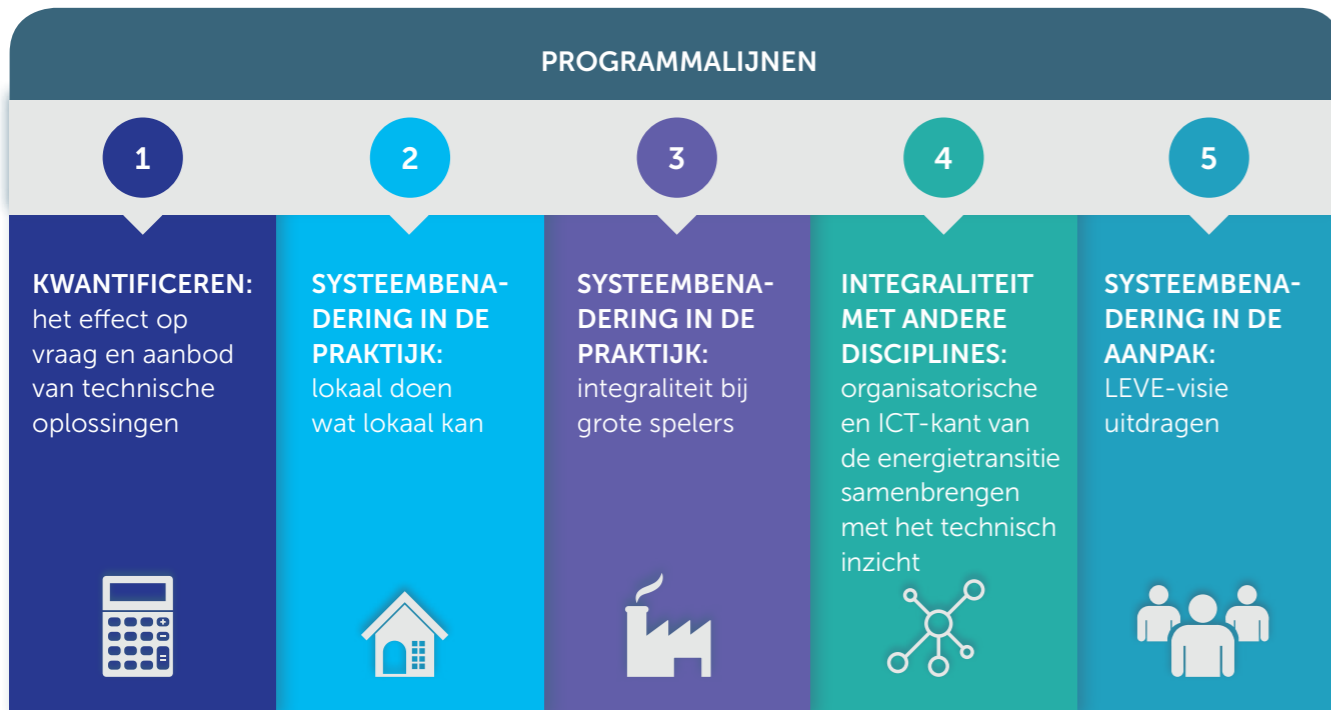 PROGRAMMALIJNEN
1
2
3
4
5
KWANTIFICEREN:
het effect op
vraag en aanbod
van technische
oplossingen
SYSTEEMBENA-
DERING IN DE
PRAKTIJK:
lokaal doen
wat lokaal kan
SYSTEEMBENA-
DERING IN DE
PRAKTIJK:
integraliteit bij
grote spelers
INTEGRALITEIT
MET ANDERE
DISCIPLINES:
organisatorische
en ICT-kant van
de energietransitie
samenbrengen
met het technisch
inzicht
SYSTEEMBENA-
DERING IN DE
AANPAK:
LEVE-visie
uitdragen